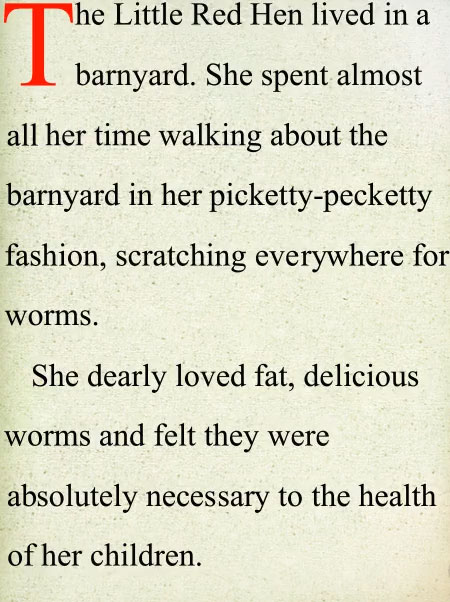 The Little Red Hen lived in a
barnyard. She spent almost
all her time walking about the
barnyard in her picketty-pecketty
fashion, scratching everywhere for
worms.
She dearly loved fat, delicious
worms and felt they were
absolutely necessary to the health
of her children.